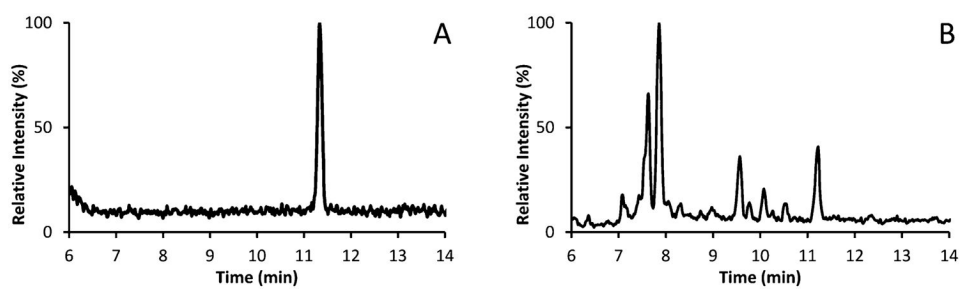 A
100
50
0
Relative Intensity (%)
6 7 8 9 10 11 12 13 14
Time (min)
B
100
50
0
Relative Intensity (%)
6 7 8 9 10 11 12 13 14
Time (min)